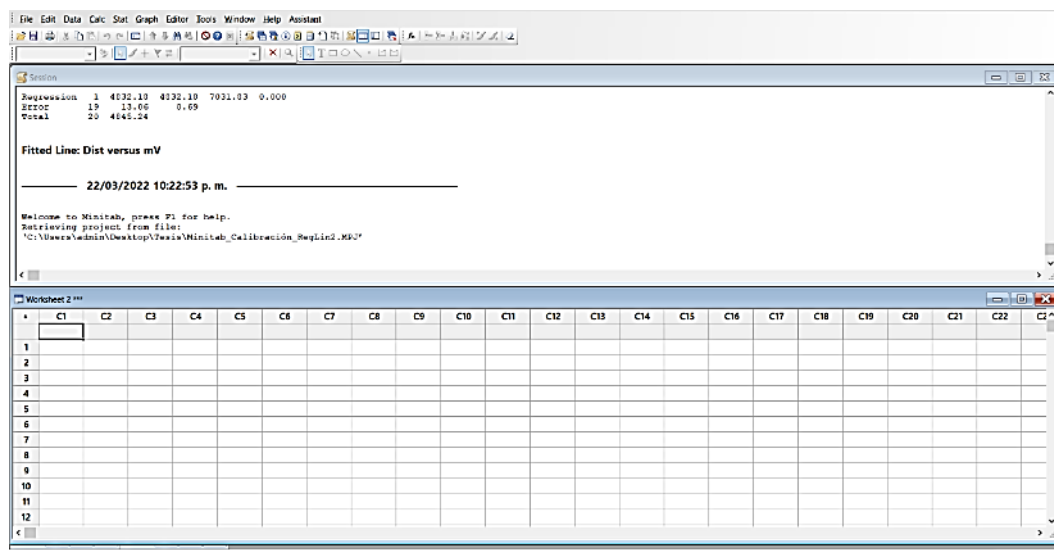 File Edit Data Calc Stat Graph Editor Tools Window Help Assistant
Session
Regression 1 4832.18 4832.18 7031.83 0.000
Error 19 13.06 0.69
Total 20 4845.24
Fitted Line: Dist versus mV
22/03/2022 10:22:53 p. m.
Welcome to Minitab, press F1 for help.
Retrieving project from file:
'C:\Users\admin\Desktop\Tesis\Minitab_Calibración_RegLin2.MPJ'
Worksheet 2 ***
C1 C2 C3 C4 C5 C6 C7 C8 C9 C10 C11 C12 C13 C14 C15 C16 C17 C18 C19 C20 C21 C22
1
2
3
4
5
6
7
8
9
10
11
12